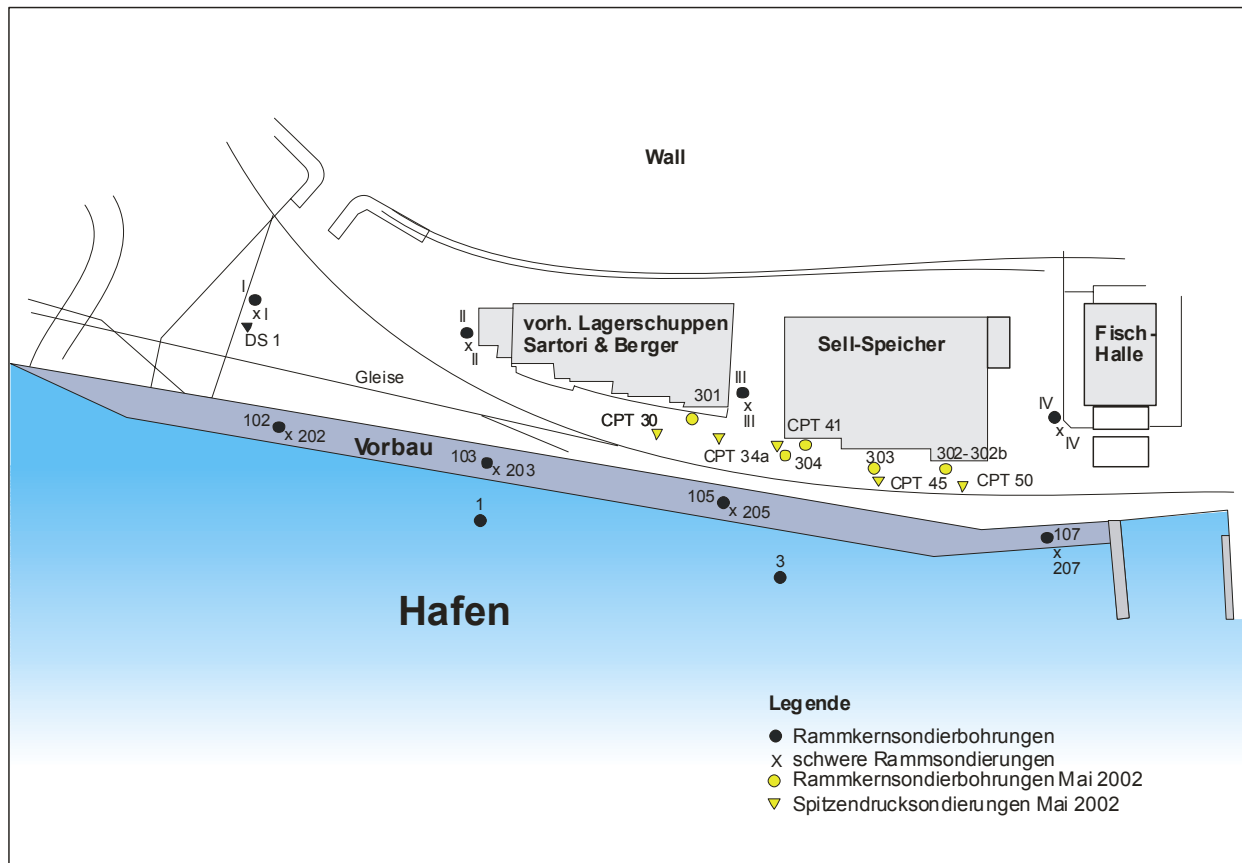 Wall
I
x I
DS 1
II
x
II
vorh. Lagerschuppen
Sartori & Berger
Sell-Speicher
Fisch-
Halle
Gleise
301
III
x
III
IV
x
IV
CPT 30
CPT 34a
CPT 41
304
303
302-302b
CPT 45
CPT 50
102
x 202
Vorbau
103
x 203
105
x 205
107
x
207
1
3
Hafen
Legende
Rammkernsondierbohrungen
x schwere Rammsondierungen
Rammkernsondierbohrungen Mai 2002
Spitzendrucksondierungen Mai 2002